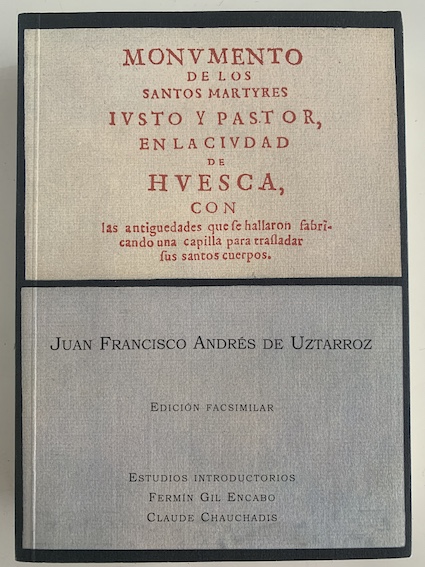 MONVMENTO
DE LOS
SANTOS MARTYRES
IVSTO Y PASTOR,
EN LA CIVDAD
DE
HVESCA,
CON
las antiguedades que se hallaron fabri-
cando una capilla para trasladar
sus santos cuerpos.
JUAN FRANCISCO ANDRÉS DE UZTARROZ
EDICIÓN FACSIMILAR
ESTUDIOS INTRODUCTORIOS
FERMÍN GIL ENCABO
CLAUDE CHAUCHADIS